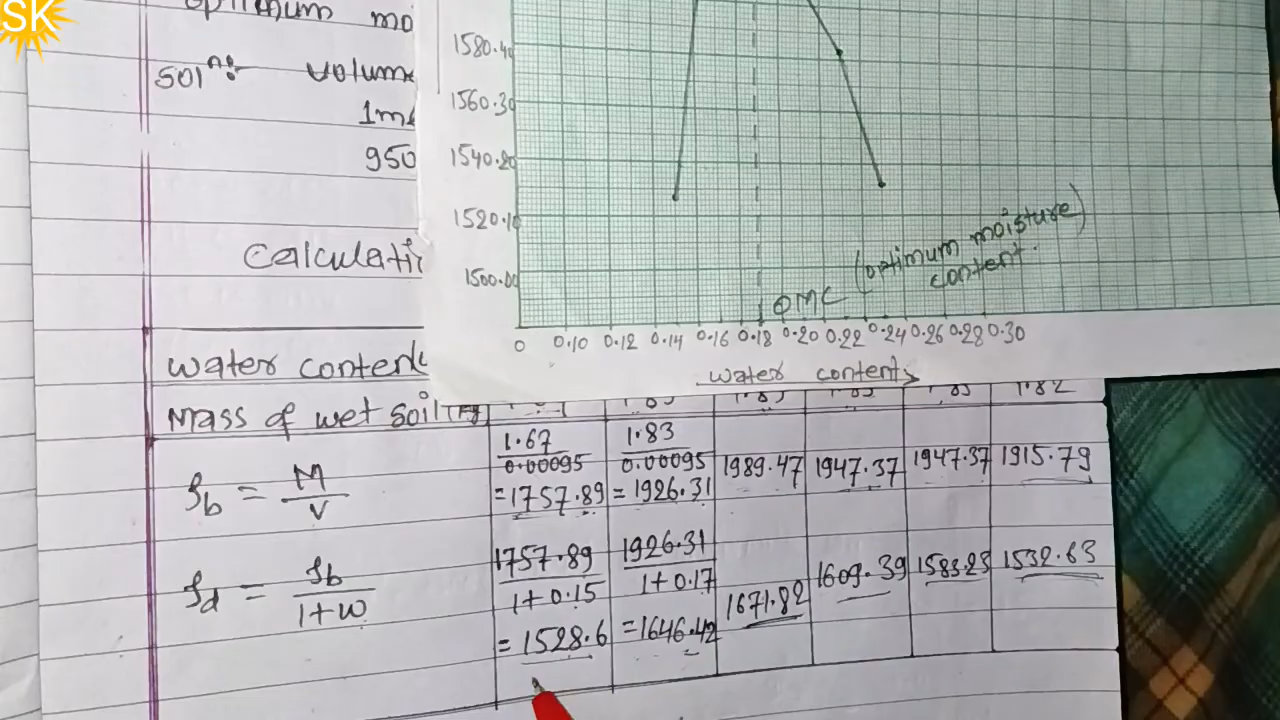 SK
optimum mo
Soln: volume
1m
950
Calculati
1580.40
1560.30
1540.20
1520.10
1500.00
OMC (optimum moisture content.
0 0.10 0.12 0.14 0.16 0.18 0.20 0.22 0.24 0.26 0.28 0.30
water contents
water content
Mass of wet soil 1.82
ρb = M/V
1.67/0.00095 = 1757.89
1.83/0.00095 = 1926.31
1989.47 1947.37 1947.37 1915.79
ρd = ρb/1+w
1757.89/1+0.15 = 1528.6
1926.31/1+0.17 = 1646.42
1671.82 1609.39 1583.23 1532.63